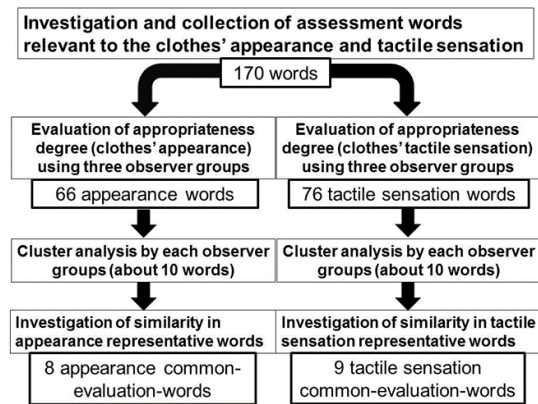 Investigation and collection of assessment words
relevant to the clothes' appearance and tactile sensation
170 words
Evaluation of appropriateness
degree (clothes' appearance)
using three observer groups
66 appearance words
Cluster analysis by each observer
groups (about 10 words)
Investigation of similarity in
appearance representative words
8 appearance common-
evaluation-words
Evaluation of appropriateness
degree (clothes' tactile sensation)
using three observer groups
76 tactile sensation words
Cluster analysis by each observer
groups (about 10 words)
Investigation of similarity in tactile
sensation representative words
9 tactile sensation
common-evaluation-words